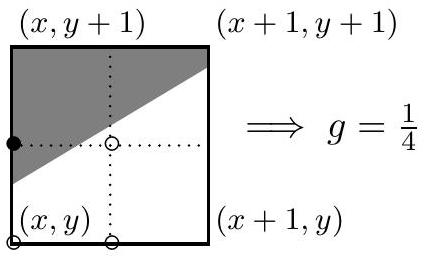 (x, y + 1) (x + 1, y + 1)
⟹ g = 1/4
(x, y) (x + 1, y)